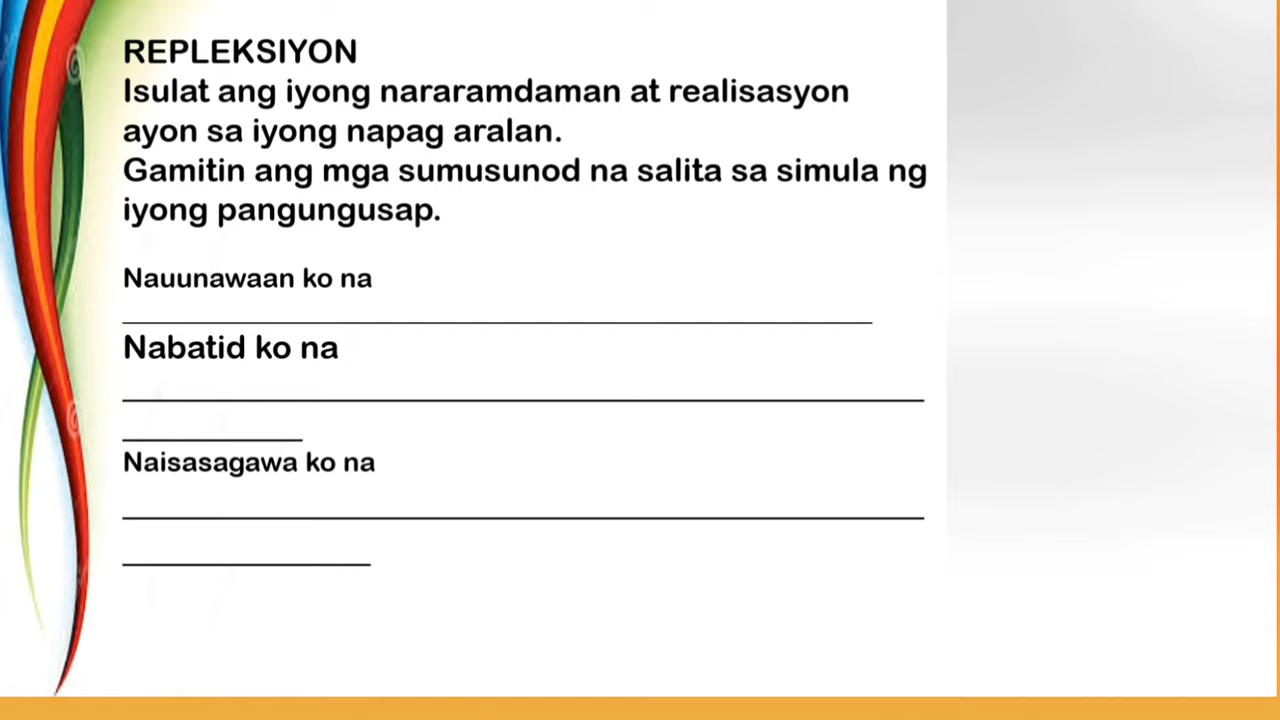 REPLEKSIYON
Isulat ang iyong nararamdaman at realisasyon
ayon sa iyong napag aralan.
Gamitin ang mga sumusunod na salita sa simula ng
iyong pangungusap.
Nauunawaan ko na
Nabatid ko na
Naisasagawa ko na